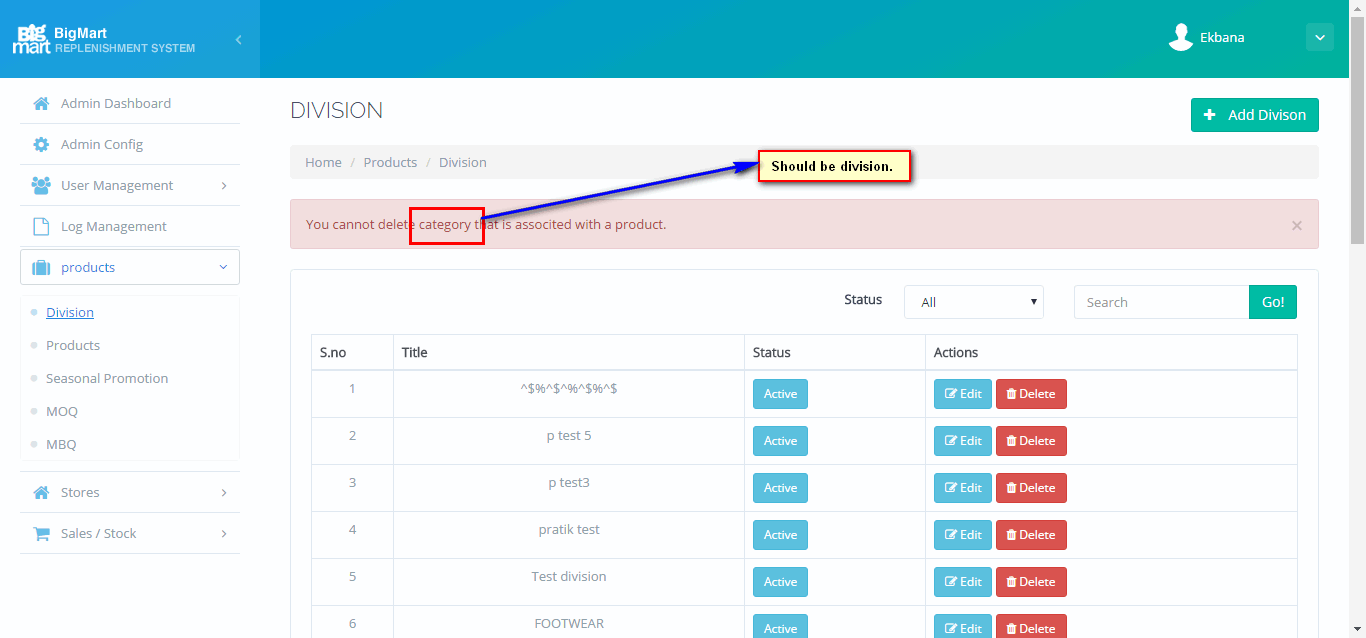 Big mart
BigMart
REPLENISHMENT SYSTEM
Ekbana
Admin Dashboard
Admin Config
User Management
Log Management
products
Division
Products
Seasonal Promotion
MOQ
MBQ
Stores
Sales / Stock
DIVISION
Add Divison
Home / Products / Division
Should be division.
You cannot delete category that is associted with a product.
×
Status All Search Go!
S.no Title Status Actions
1 ^$%^$^%^$%^$ Active Edit Delete
2 p test 5 Active Edit Delete
3 p test3 Active Edit Delete
4 pratik test Active Edit Delete
5 Test division Active Edit Delete
6 FOOTWEAR Active Edit Delete